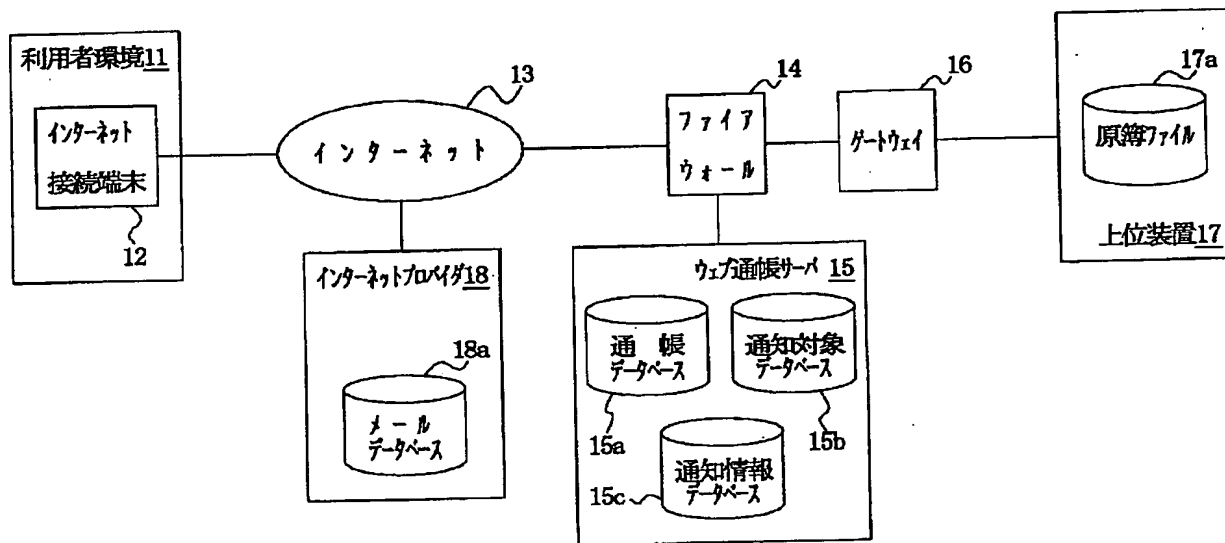 利用者環境11
インターネット
接続端末
12
13
インターネット
インターネットプロバイダ18
18a
メール
データベース
14
ファイア
ウォール
16
ゲートウェイ
17a
原簿ファイル
上位装置17
ウェブ通帳サーバ 15
通帳
データベース
15a
通知対象
データベース
15b
通知情報
データベース
15c